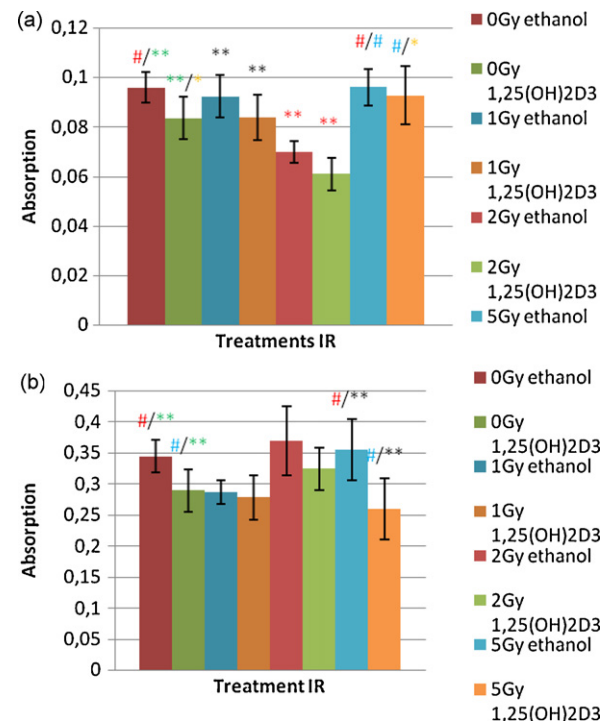 (a)
0,12
0,1
0,08
0,06
0,04
0,02
0
Absorption
#/**
**/*
**
**
**
**
#/#
#/*
Treatments IR
0Gy ethanol
0Gy
1,25(OH)2D3
1Gy ethanol
1Gy
1,25(OH)2D3
2Gy ethanol
2Gy
1,25(OH)2D3
5Gy ethanol
(b)
0,45
0,4
0,35
0,3
0,25
0,2
0,15
0,1
0,05
0
Absorption
#/**
#/**
#/**
#/**
Treatment IR
0Gy ethanol
0Gy
1,25(OH)2D3
1Gy ethanol
1Gy
1,25(OH)2D3
2Gy ethanol
2Gy
1,25(OH)2D3
5Gy ethanol
5Gy
1,25(OH)2D3